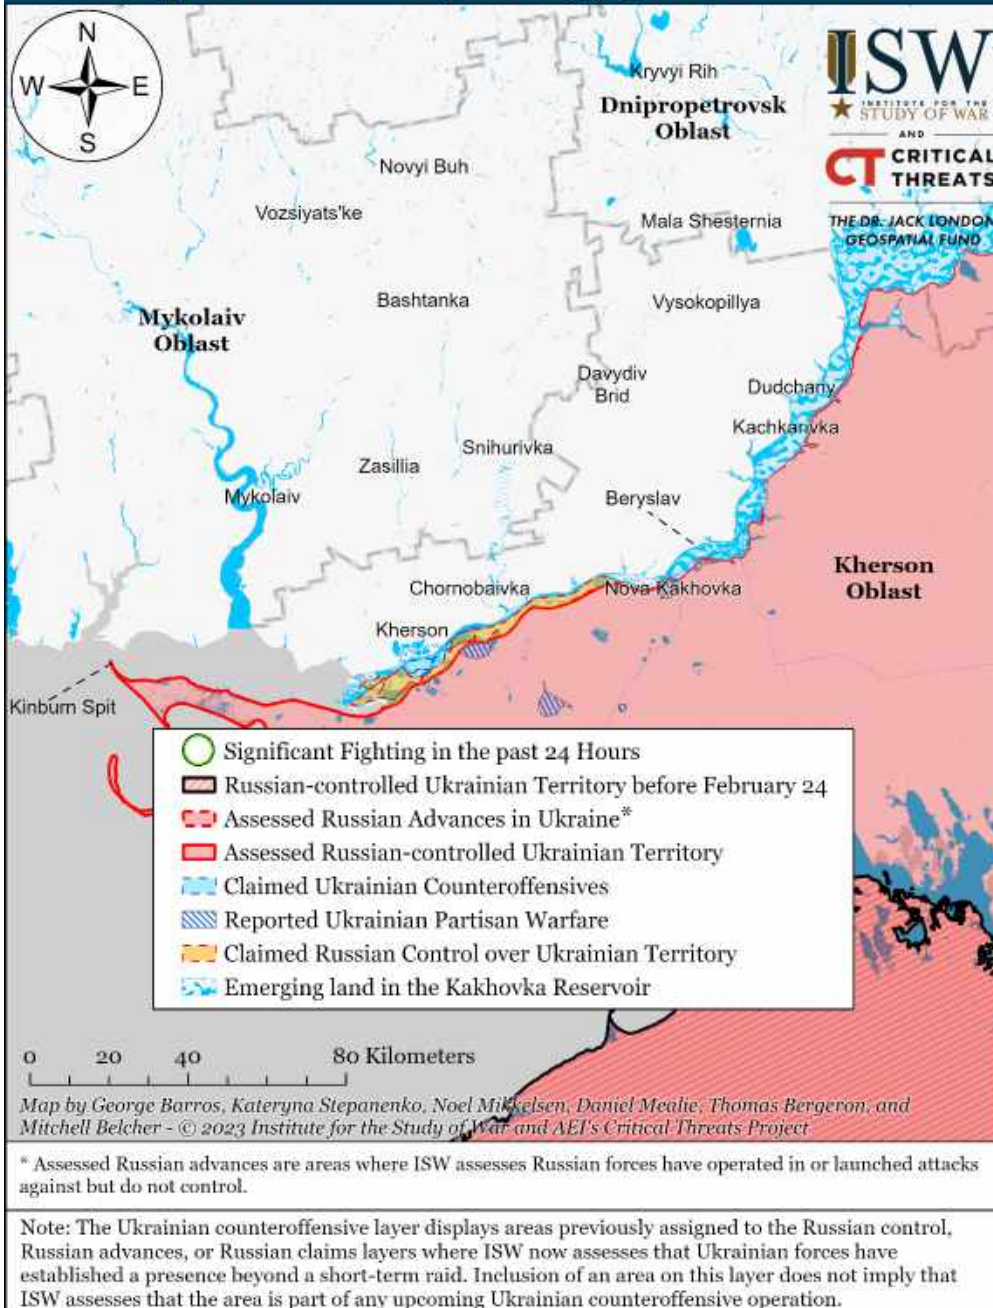 N
W E
S
ISW
INSTITUTE FOR THE
STUDY OF WAR
AND
CT CRITICAL
THREATS
THE DR. JACK LONDON
GEOSPATIAL FUND
Kryvyi Rih
Dnipropetrovsk
Oblast
Novyi Buh
Vozsiyats'ke
Mala Shesternia
Bashtanka
Vysokopillya
Mykolaiv
Oblast
Davydiv
Brid
Dudchany
Kachkarivka
Snihurivka
Zasillia
Mykolaiv
Beryslav
Kherson
Oblast
Chornobaivka
Nova Kakhovka
Kherson
Kinburn Spit
Significant Fighting in the past 24 Hours
Russian-controlled Ukrainian Territory before February 24
Assessed Russian Advances in Ukraine*
Assessed Russian-controlled Ukrainian Territory
Claimed Ukrainian Counteroffensives
Reported Ukrainian Partisan Warfare
Claimed Russian Control over Ukrainian Territory
Emerging land in the Kakhovka Reservoir
0 20 40 80 Kilometers
Map by George Barros, Kateryna Stepanenko, Noel Mikkelsen, Daniel Mealie, Thomas Bergeron, and
Mitchell Belcher - © 2023 Institute for the Study of War and AEI's Critical Threats Project
* Assessed Russian advances are areas where ISW assesses Russian forces have operated in or launched attacks
against but do not control.
Note: The Ukrainian counteroffensive layer displays areas previously assigned to the Russian control,
Russian advances, or Russian claims layers where ISW now assesses that Ukrainian forces have
established a presence beyond a short-term raid. Inclusion of an area on this layer does not imply that
ISW assesses that the area is part of any upcoming Ukrainian counteroffensive operation.